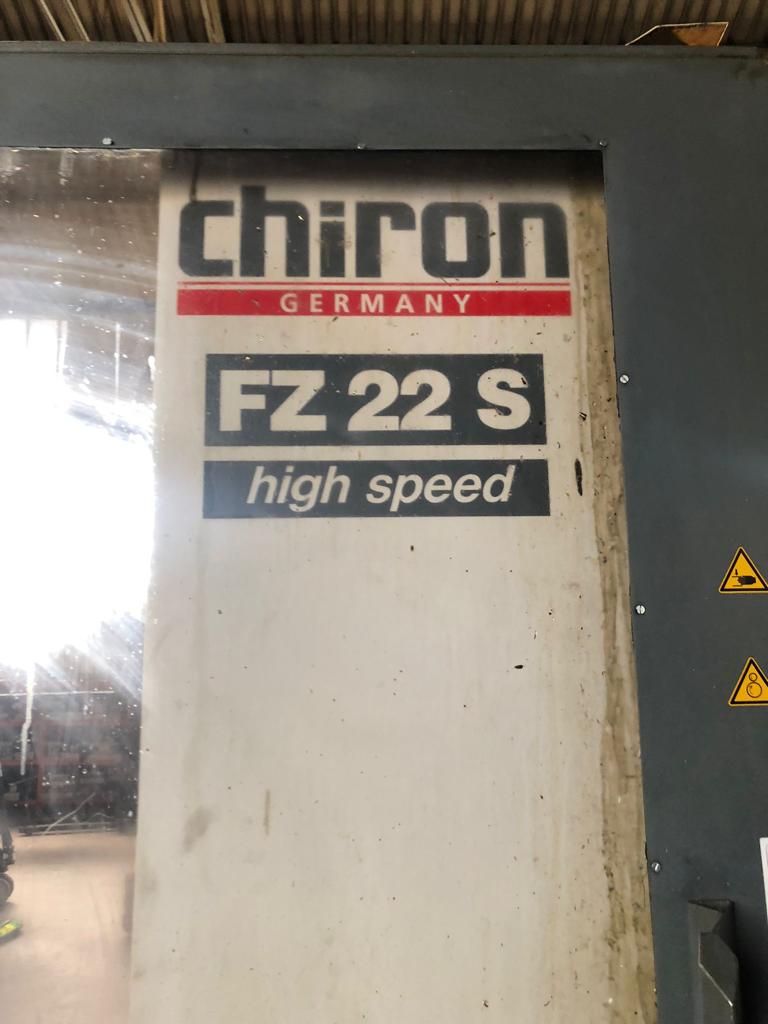 chiron
GERMANY
FZ 22 S
high speed